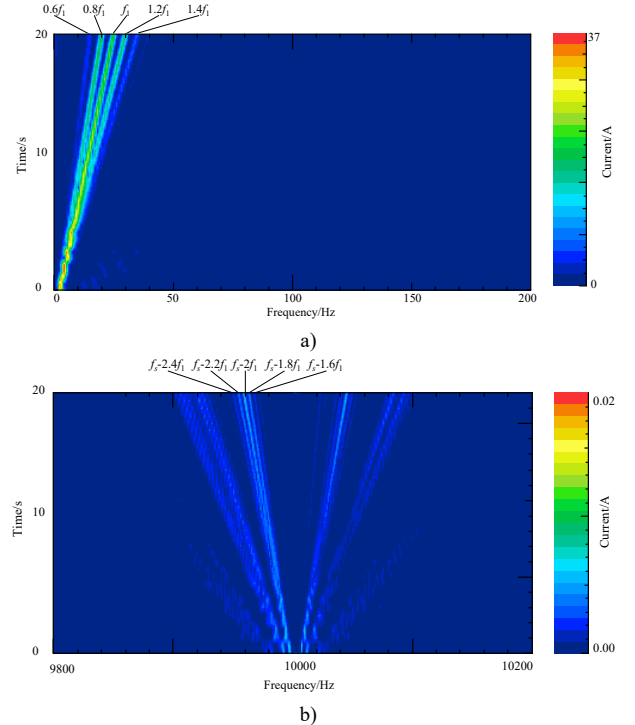 0.6f₁ 0.8f₁ f₁ 1.2f₁ 1.4f₁
20
10
0
Time/s
0 50 100 150 200
Frequency/Hz
37
0
Current/A
a)
fₛ-2.4f₁ fₛ-2.2f₁ fₛ-2f₁ fₛ-1.8f₁ fₛ-1.6f₁
20
10
0
Time/s
9800 10000 10200
Frequency/Hz
0.02
0.00
Current/A
b)